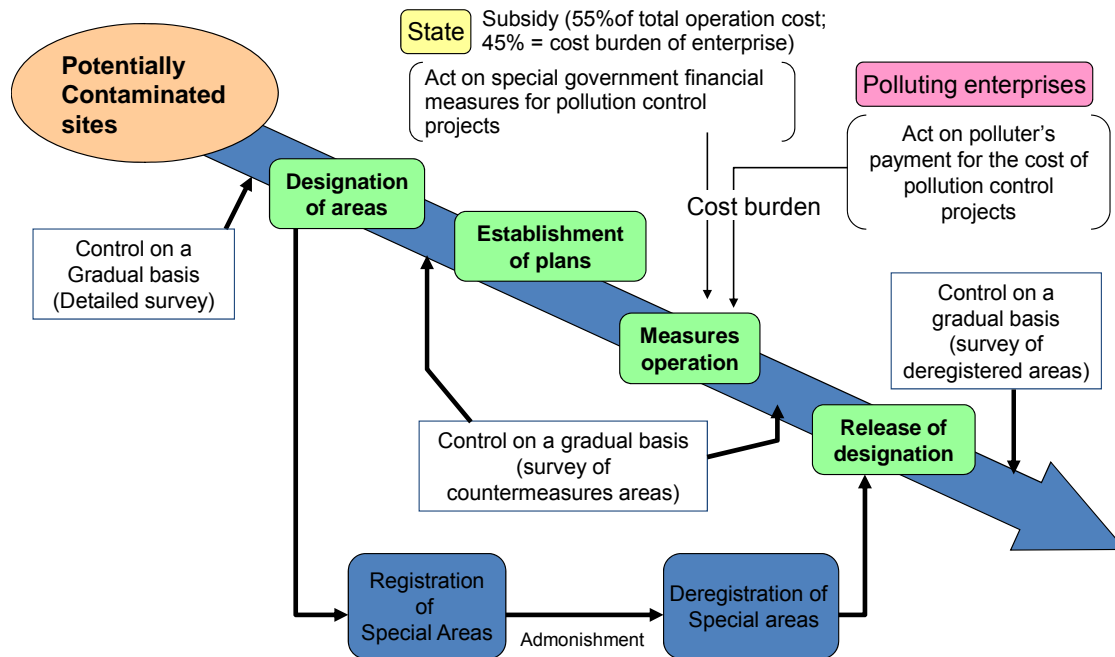 State
Subsidy (55%of total operation cost;
45% = cost burden of enterprise)
Potentially
Contaminated
sites
Act on special government financial
measures for pollution control
projects
Polluting enterprises
Act on polluter's
payment for the cost of
pollution control
projects
Designation
of areas
Cost burden
Control on a
Gradual basis
(Detailed survey)
Establishment
of plans
Control on a
gradual basis
(survey of
deregistered areas)
Measures
operation
Control on a gradual basis
(survey of
countermeasures areas)
Release of
designation
Registration
of
Special Areas
Admonishment
Deregistration of
Special areas